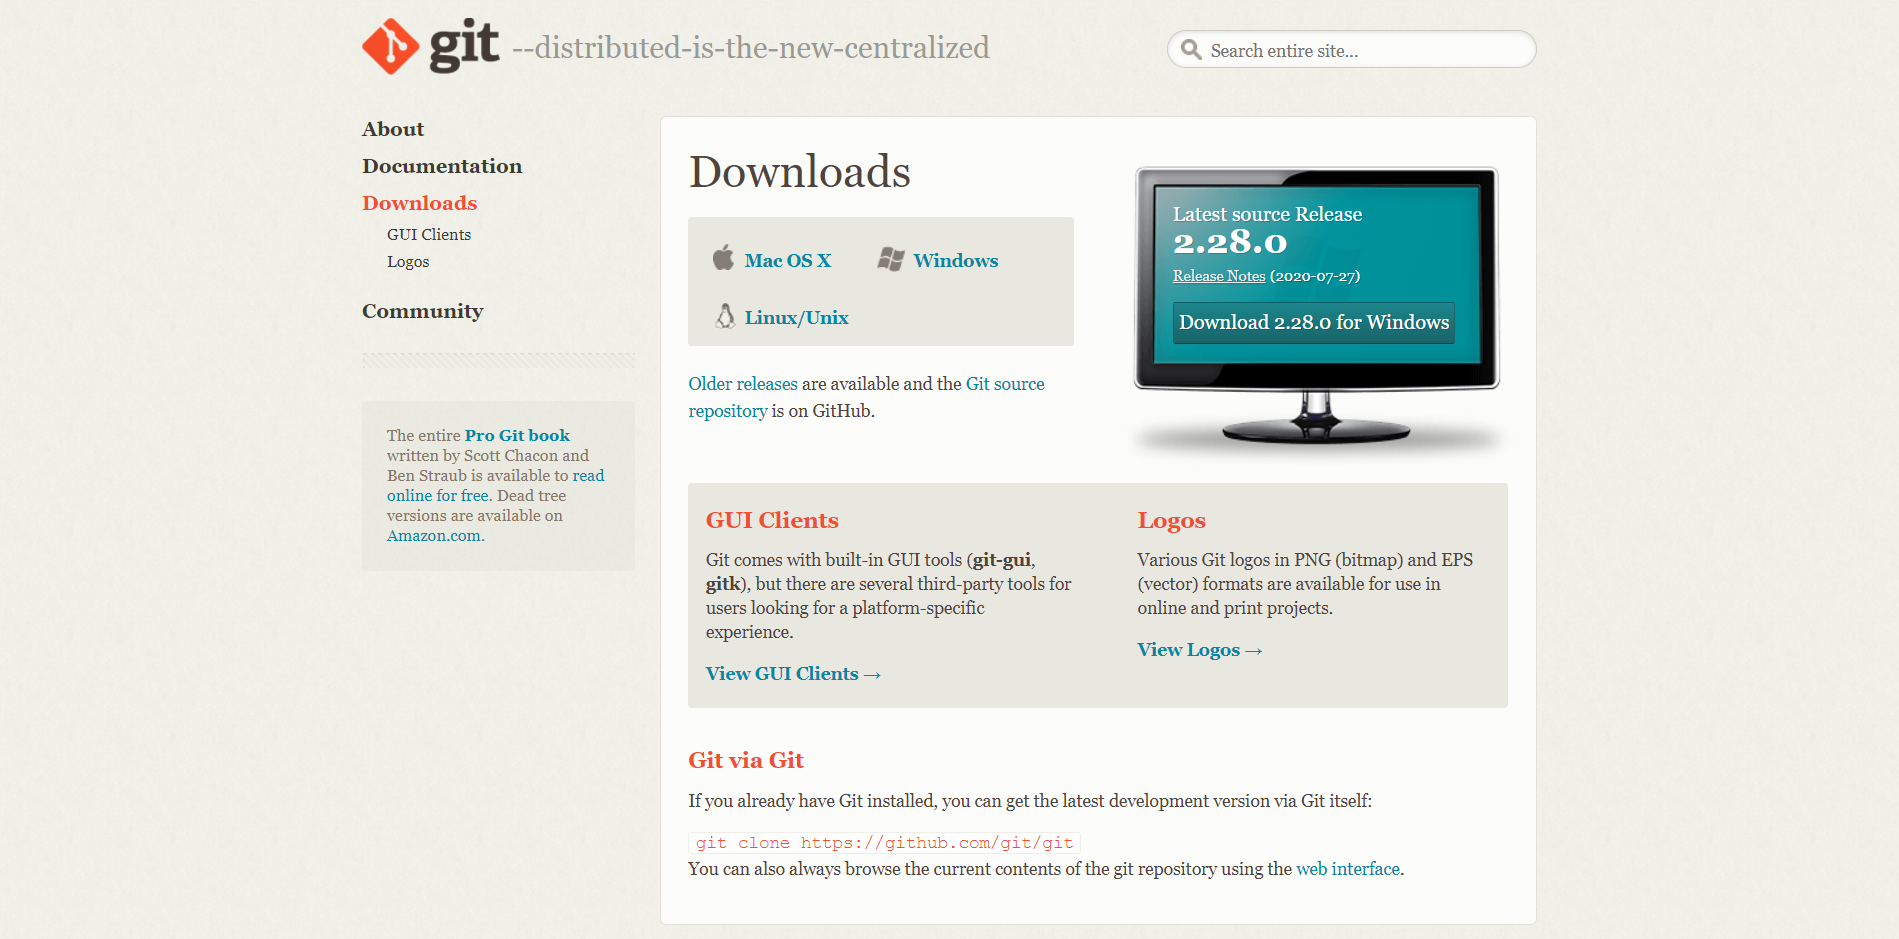 git --distributed-is-the-new-centralized
Search entire site...
About
Documentation
Downloads
GUI Clients
Logos
Community
The entire Pro Git book
written by Scott Chacon and
Ben Straub is available to read
online for free. Dead tree
versions are available on
Amazon.com.
Downloads
Mac OS X
Windows
Linux/Unix
Older releases are available and the Git source
repository is on GitHub.
Latest source Release
2.28.0
Release Notes (2020-07-27)
Download 2.28.0 for Windows
GUI Clients
Git comes with built-in GUI tools (git-gui,
gitk), but there are several third-party tools for
users looking for a platform-specific
experience.
View GUI Clients →
Logos
Various Git logos in PNG (bitmap) and EPS
(vector) formats are available for use in
online and print projects.
View Logos →
Git via Git
If you already have Git installed, you can get the latest development version via Git itself:
git clone https://github.com/git/git
You can also always browse the current contents of the git repository using the web interface.